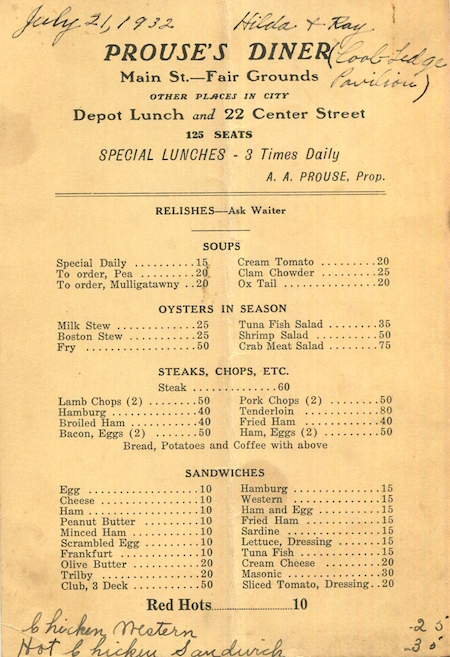 July 21, 1932 Hilda & Ray
PROUSE'S DINER (Coob Ledge
Main St.—Fair Grounds Pavilion)
OTHER PLACES IN CITY
Depot Lunch and 22 Center Street
125 SEATS
SPECIAL LUNCHES - 3 Times Daily
A. A. PROUSE, Prop.
RELISHES—Ask Waiter
SOUPS
Special Daily ..........15 Cream Tomato ..........20
To order, Pea ..........20 Clam Chowder ..........25
To order, Mulligatawny ..20 Ox Tail ..........20
OYSTERS IN SEASON
Milk Stew ..........25 Tuna Fish Salad ..........35
Boston Stew ..........25 Shrimp Salad ..........50
Fry ..........50 Crab Meat Salad ..........75
STEAKS, CHOPS, ETC.
Steak ............60
Lamb Chops (2) ..........50 Pork Chops (2) ..........50
Hamburg ..........40 Tenderloin ..........80
Broiled Ham ..........40 Fried Ham ..........40
Bacon, Eggs (2) ..........50 Ham, Eggs (2) ..........50
Bread, Potatoes and Coffee with above
SANDWICHES
Egg ..........10 Hamburg ..........15
Cheese ..........10 Western ..........15
Ham ..........10 Ham and Egg ..........15
Peanut Butter ..........10 Fried Ham ..........15
Minced Ham ..........10 Sardine ..........15
Scrambled Egg ..........10 Lettuce, Dressing ..........15
Frankfurt ..........10 Tuna Fish ..........15
Olive Butter ..........20 Cream Cheese ..........20
Trilby ..........20 Masonic ..........30
Club, 3 Deck ..........50 Sliced Tomato, Dressing..20
Red Hots....................10
Chicken Western .25
Hot Chicken Sandwich .35